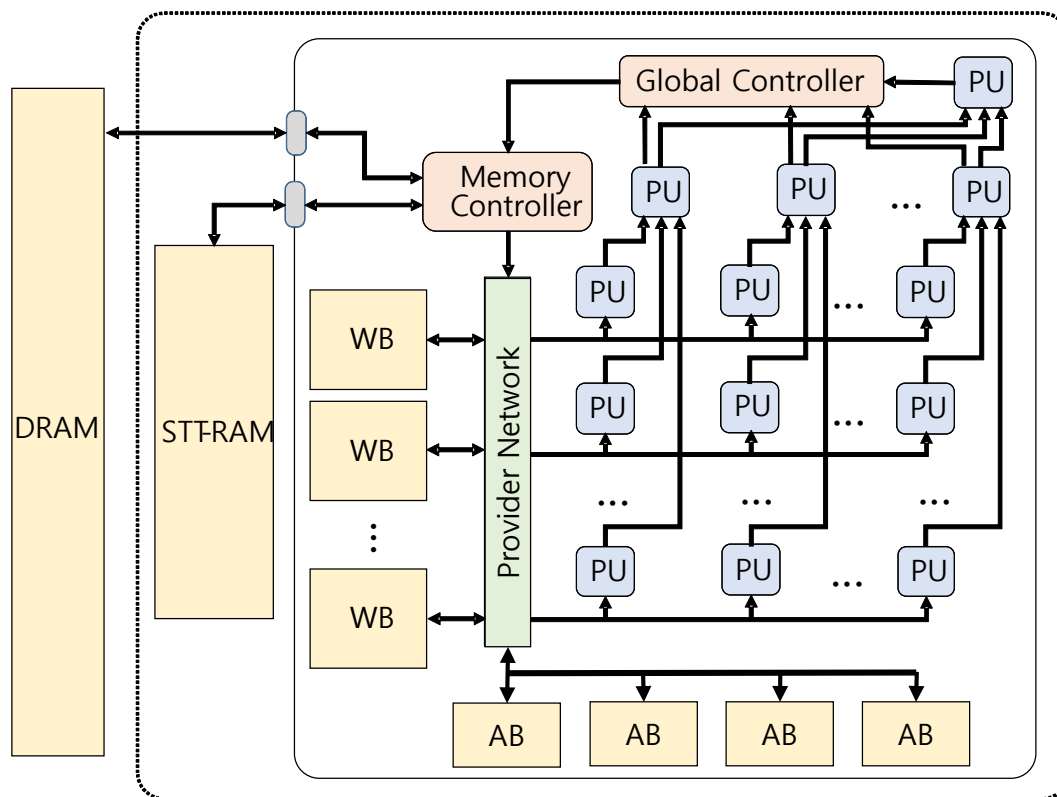 Global Controller
PU
Memory
Controller
PU
PU
...
PU
PU
PU
...
PU
WB
Provider Network
PU
PU
...
PU
DRAM
STT-RAM
WB
...
...
...
...
PU
PU
...
PU
WB
AB
AB
AB
AB